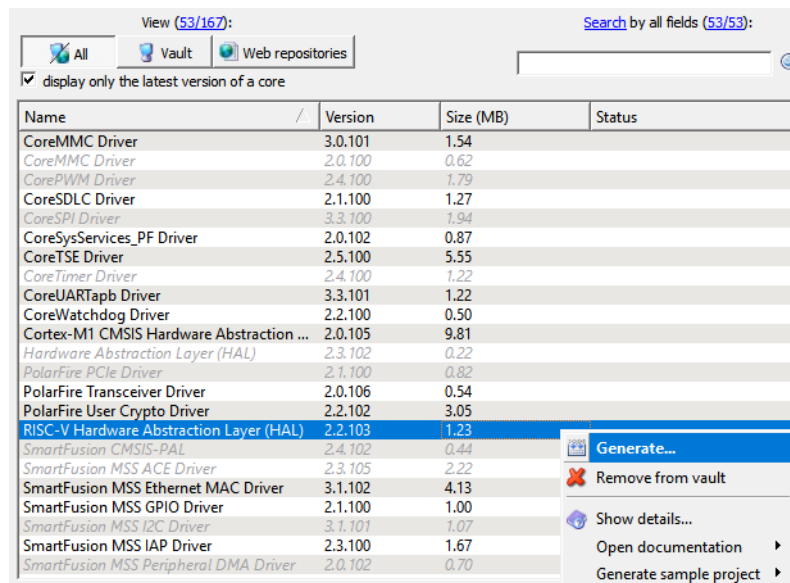 View (53/167):
Search by all fields (53/53):
All
Vault
Web repositories
display only the latest version of a core
Name Version Size (MB) Status
CoreMMC Driver 3.0.101 1.54
CoreMMC Driver 2.0.100 0.62
CorePWM Driver 2.4.100 1.79
CoreSDLC Driver 2.1.100 1.27
CoreSPI Driver 3.3.100 1.94
CoreSysServices_PF Driver 2.0.102 0.87
CoreTSE Driver 2.5.100 5.55
CoreTimer Driver 2.4.100 1.22
CoreUARTapb Driver 3.3.101 1.22
CoreWatchdog Driver 2.2.100 0.50
Cortex-M1 CMSIS Hardware Abstraction ... 2.0.105 9.81
Hardware Abstraction Layer (HAL) 2.3.102 0.22
PolarFire PCIe Driver 2.1.100 0.82
PolarFire Transceiver Driver 2.0.106 0.54
PolarFire User Crypto Driver 2.2.102 3.05
RISC-V Hardware Abstraction Layer (HAL) 2.2.103 1.23
SmartFusion CMSIS-PAL 2.4.102 0.44
SmartFusion MSS ACE Driver 2.3.105 2.22
SmartFusion MSS Ethernet MAC Driver 3.1.102 4.13
SmartFusion MSS GPIO Driver 2.1.100 1.00
SmartFusion MSS I2C Driver 3.1.101 1.07
SmartFusion MSS IAP Driver 2.3.100 1.67
SmartFusion MSS Peripheral DMA Driver 2.0.102 0.70
Generate...
Remove from vault
Show details...
Open documentation
Generate sample project